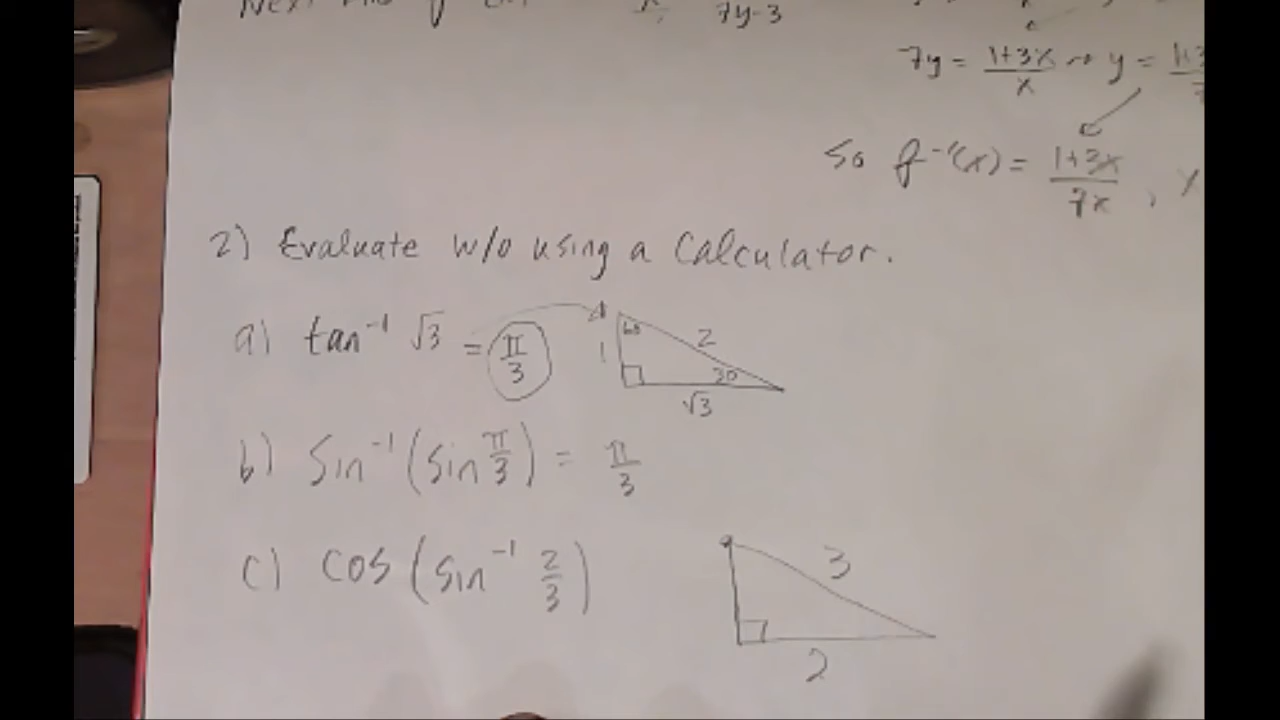 7y-3
7y = 1+3x/x → y =
So f⁻¹(x) = 1+3x/7x ,
2) Evaluate w/o using a Calculator.
a) tan⁻¹ √3 = π/3
60
2
1
30
√3
b) Sin⁻¹ (sin π/3) = π/3
c) cos (sin⁻¹ 2/3)
3
2